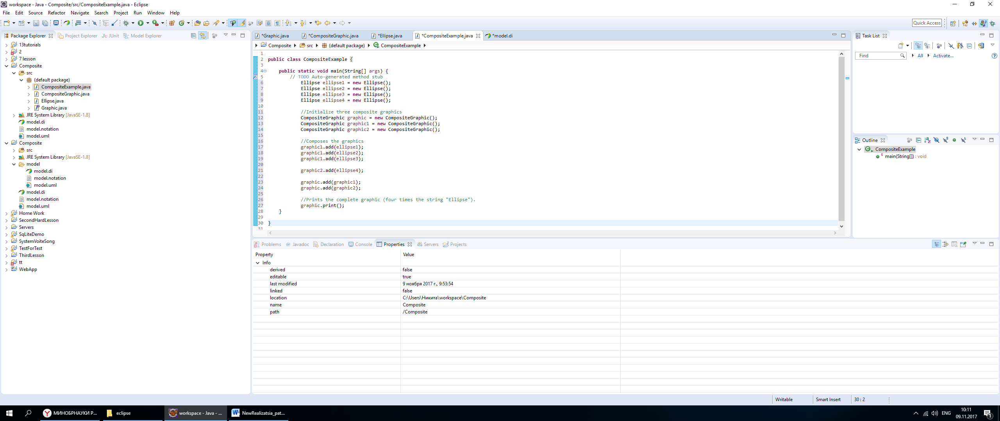 workspace - Java - Composite/src/CompositeExample.java - Eclipse
File Edit Source Refactor Navigate Search Project Run Window Help
Quick Access
Package Explorer Project Explorer JUnit Model Explorer
13tutorials
2
7 lesson
Composite
src
(default package)
CompositeExample.java
CompositeGraphic.java
Ellipse.java
Graphic.java
JRE System Library [JavaSE-1.8]
model.di
model.notation
model.uml
Composite
src
JRE System Library [JavaSE-1.8]
model
model.di
model.notation
model.uml
model.di
model.notation
model.uml
Home Work
SecondHardLesson
Servers
SqLiteDemo
SystemVoiteSong
TestForTest
ThirdLesson
tt
WebApp
*Graphic.java *CompositeGraphic.java *Ellipse.java *CompositeExample.java *model.di
Composite src (default package) CompositeExample
1
2 public class CompositeExample {
3
4 public static void main(String[] args) {
5 // TODO Auto-generated method stub
6 Ellipse ellipse1 = new Ellipse();
7 Ellipse ellipse2 = new Ellipse();
8 Ellipse ellipse3 = new Ellipse();
9 Ellipse ellipse4 = new Ellipse();
10
11 //Initialize three composite graphics
12 CompositeGraphic graphic = new CompositeGraphic();
13 CompositeGraphic graphic1 = new CompositeGraphic();
14 CompositeGraphic graphic2 = new CompositeGraphic();
15
16 //Composes the graphics
17 graphic1.add(ellipse1);
18 graphic1.add(ellipse2);
19 graphic1.add(ellipse3);
20
21 graphic2.add(ellipse4);
22
23 graphic.add(graphic1);
24 graphic.add(graphic2);
25
26 //Prints the complete graphic (four times the string "Ellipse").
27 graphic.print();
28 }
29
30 }
31
Problems Javadoc Declaration Console Properties Servers Projects
Property Value
Info
derived false
editable true
last modified 9 ноября 2017 г., 9:53:54
linked false
location C:\Users\Никита\workspace\Composite
name Composite
path /Composite
Task List
Find All Activate...
Outline
CompositeExample
main(String[]) : void
Writable Smart Insert 30 : 2
МИНОБРНАУКИ Р... eclipse workspace - Java - ... NewRealizatsia_pat...
ENG
10:11
09.11.2017
1